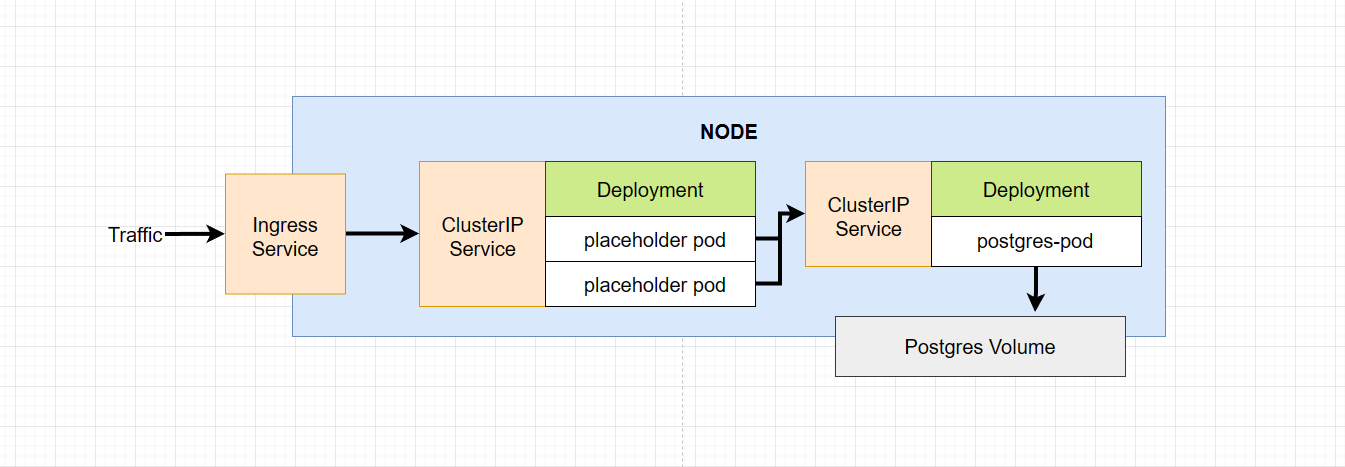 NODE
Traffic
Ingress
Service
ClusterIP
Service
Deployment
placeholder pod
placeholder pod
ClusterIP
Service
Deployment
postgres-pod
Postgres Volume